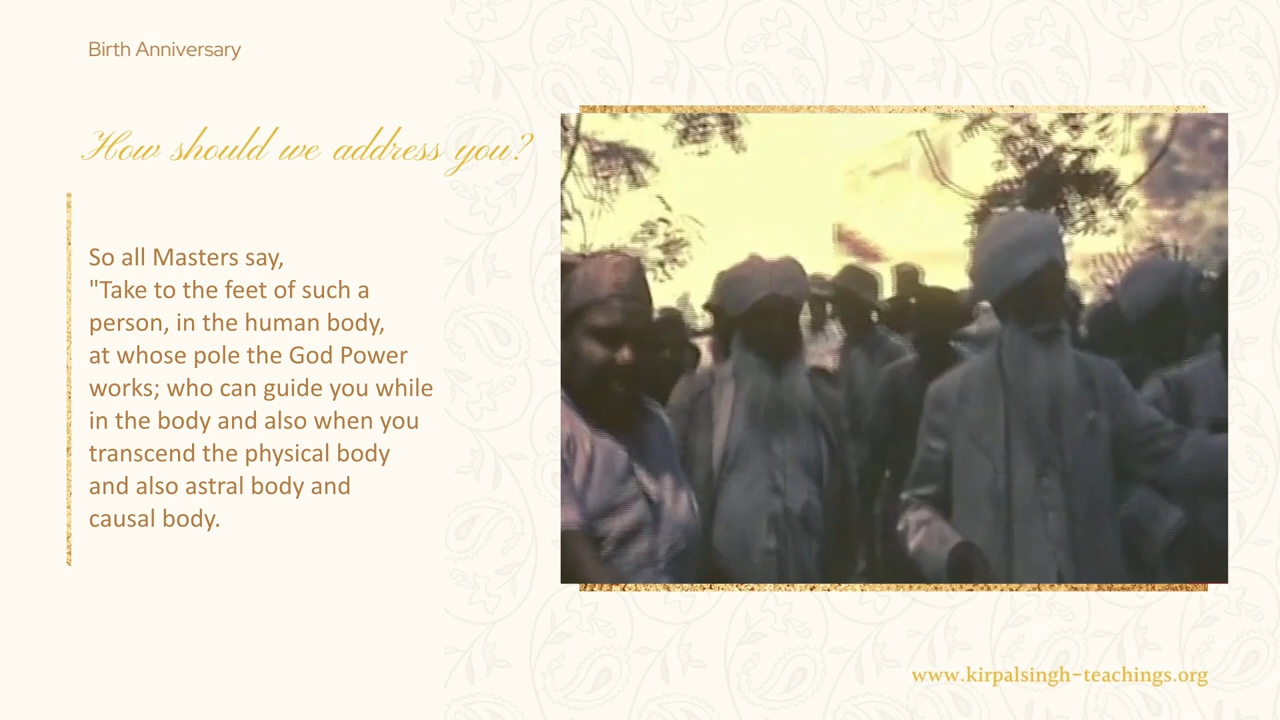 Birth Anniversary
How should we address you?
So all Masters say,
"Take to the feet of such a
person, in the human body,
at whose pole the God Power
works; who can guide you while
in the body and also when you
transcend the physical body
and also astral body and
causal body.
www.kirpalsingh-teachings.org